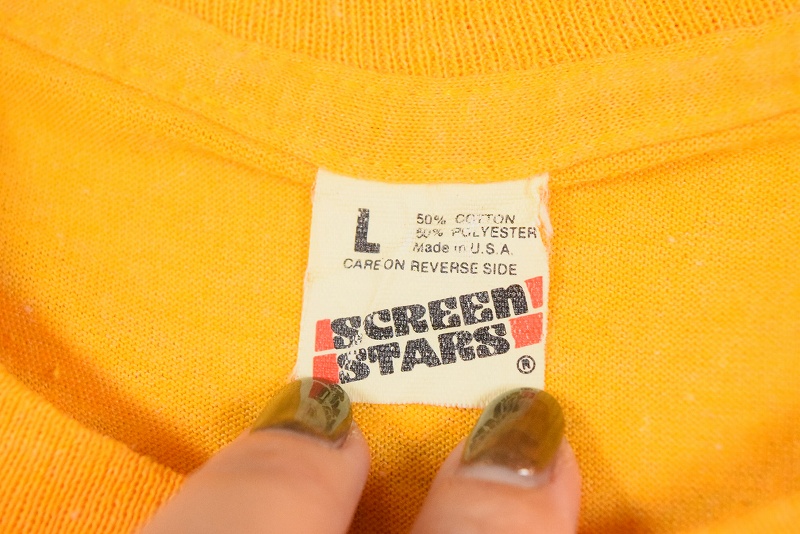 L
50% COTTON
50% POLYESTER
Made in U.S.A.
CARE ON REVERSE SIDE
SCREEN
STARS
®